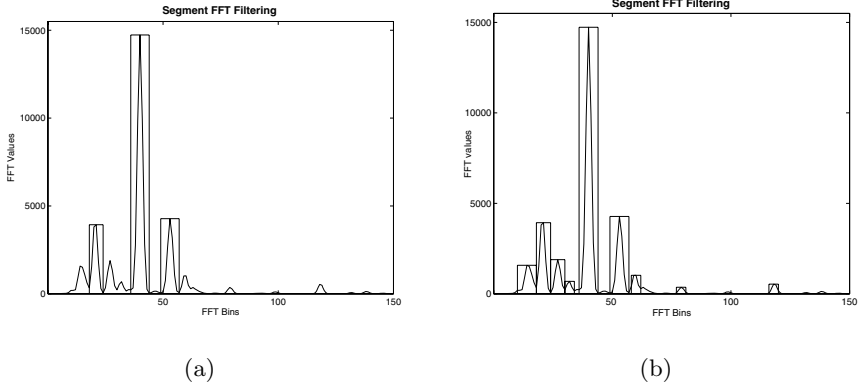 Segment FFT Filtering
15000
10000
5000
0
FFT Values
50
100
150
FFT Bins
(a)
Segment FFT Filtering
15000
10000
5000
0
FFT values
50
100
150
FFT Bins
(b)